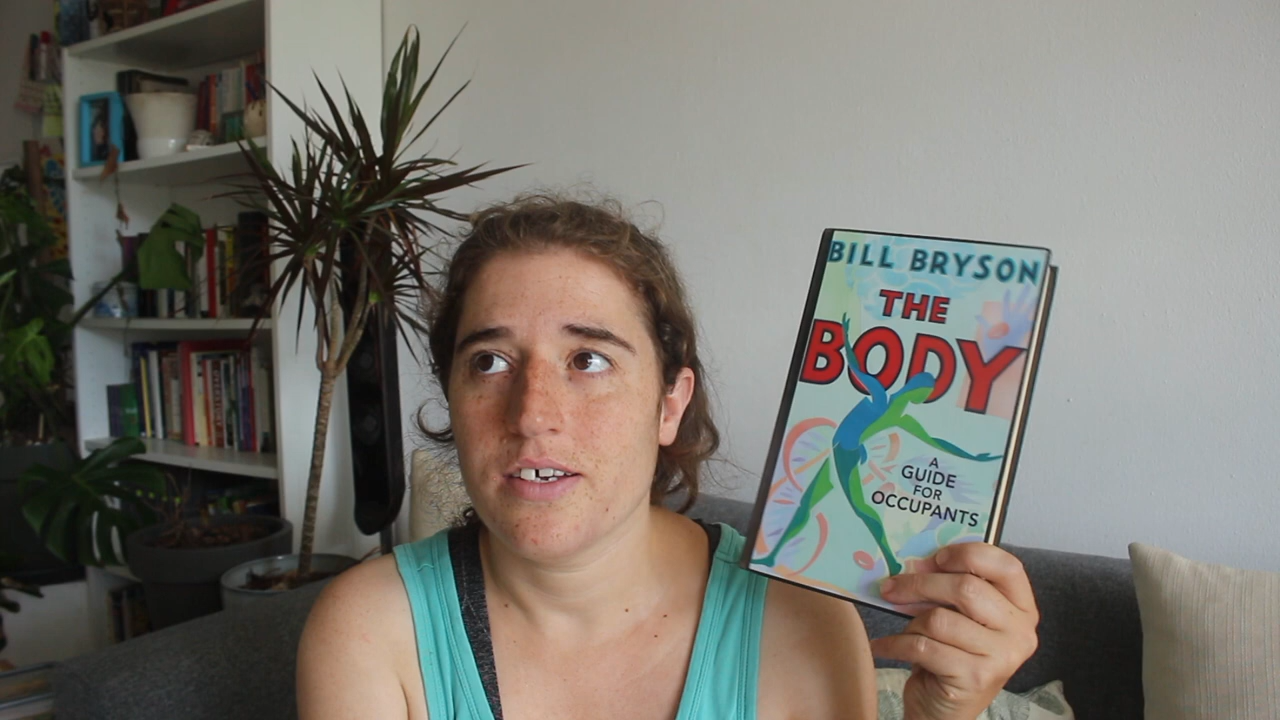 BILL BRYSON
THE
BODY
A
GUIDE
FOR
OCCUPANTS